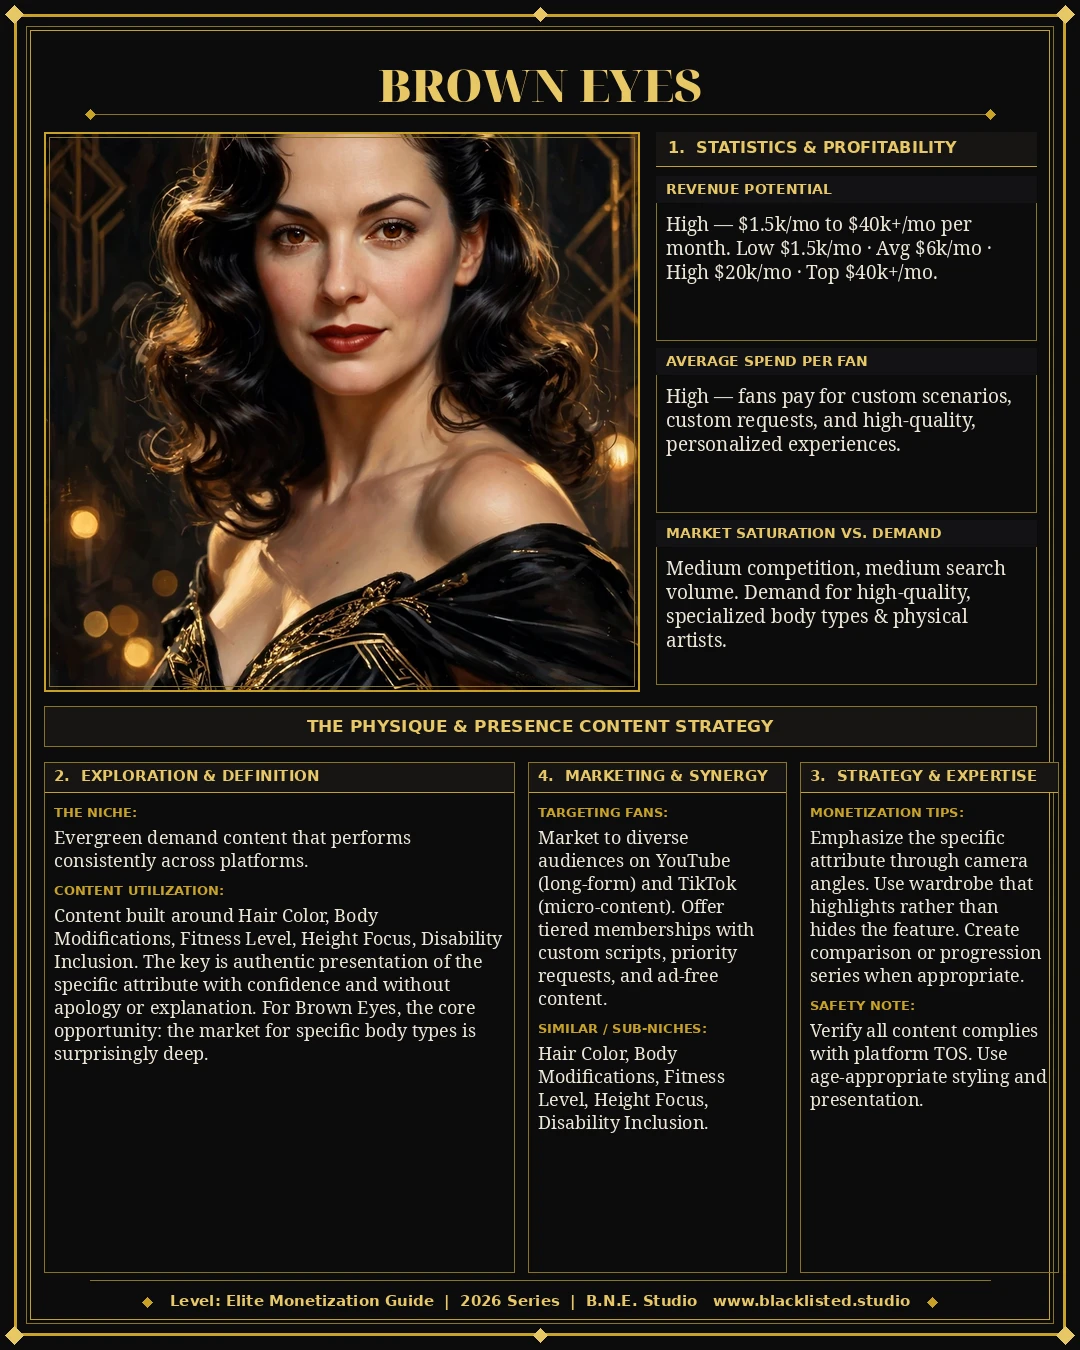 BROWN EYES
1. STATISTICS & PROFITABILITY
REVENUE POTENTIAL
High — $1.5k/mo to $40k+/mo per
month. Low $1.5k/mo · Avg $6k/mo ·
High $20k/mo · Top $40k+/mo.
AVERAGE SPEND PER FAN
High — fans pay for custom scenarios,
custom requests, and high-quality,
personalized experiences.
MARKET SATURATION VS. DEMAND
Medium competition, medium search
volume. Demand for high-quality,
specialized body types & physical
artists.
THE PHYSIQUE & PRESENCE CONTENT STRATEGY
2. EXPLORATION & DEFINITION
THE NICHE:
Evergreen demand content that performs
consistently across platforms.
CONTENT UTILIZATION:
Content built around Hair Color, Body
Modifications, Fitness Level, Height Focus, Disability
Inclusion. The key is authentic presentation of the
specific attribute with confidence and without
apology or explanation. For Brown Eyes, the core
opportunity: the market for specific body types is
surprisingly deep.
4. MARKETING & SYNERGY
TARGETING FANS:
Market to diverse
audiences on YouTube
(long-form) and TikTok
(micro-content). Offer
tiered memberships with
custom scripts, priority
requests, and ad-free
content.
SIMILAR / SUB-NICHES:
Hair Color, Body
Modifications, Fitness
Level, Height Focus,
Disability Inclusion.
3. STRATEGY & EXPERTISE
MONETIZATION TIPS:
Emphasize the specific
attribute through camera
angles. Use wardrobe that
highlights rather than
hides the feature. Create
comparison or progression
series when appropriate.
SAFETY NOTE:
Verify all content complies
with platform TOS. Use
age-appropriate styling and
presentation.
Level: Elite Monetization Guide | 2026 Series | B.N.E. Studio www.blacklisted.studio